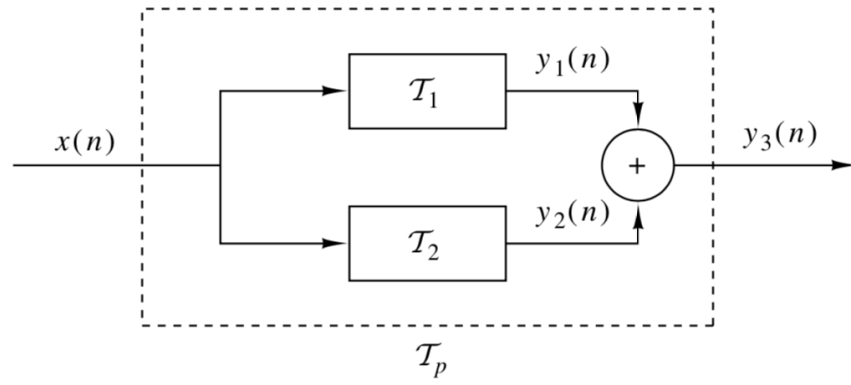 x(n)
𝒯₁
y₁(n)
+
y₃(n)
𝒯₂
y₂(n)
𝒯ₚ